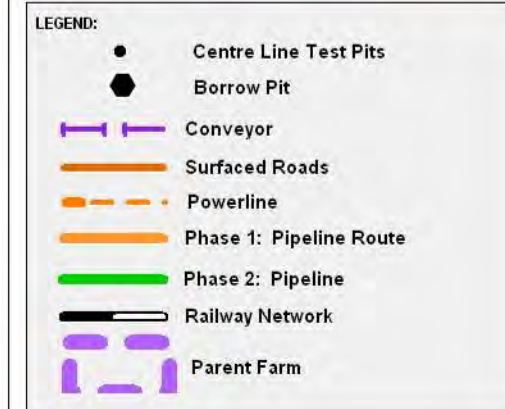 LEGEND:
Centre Line Test Pits
Borrow Pit
Conveyor
Surfaced Roads
Powerline
Phase 1: Pipeline Route
Phase 2: Pipeline
Railway Network
Parent Farm